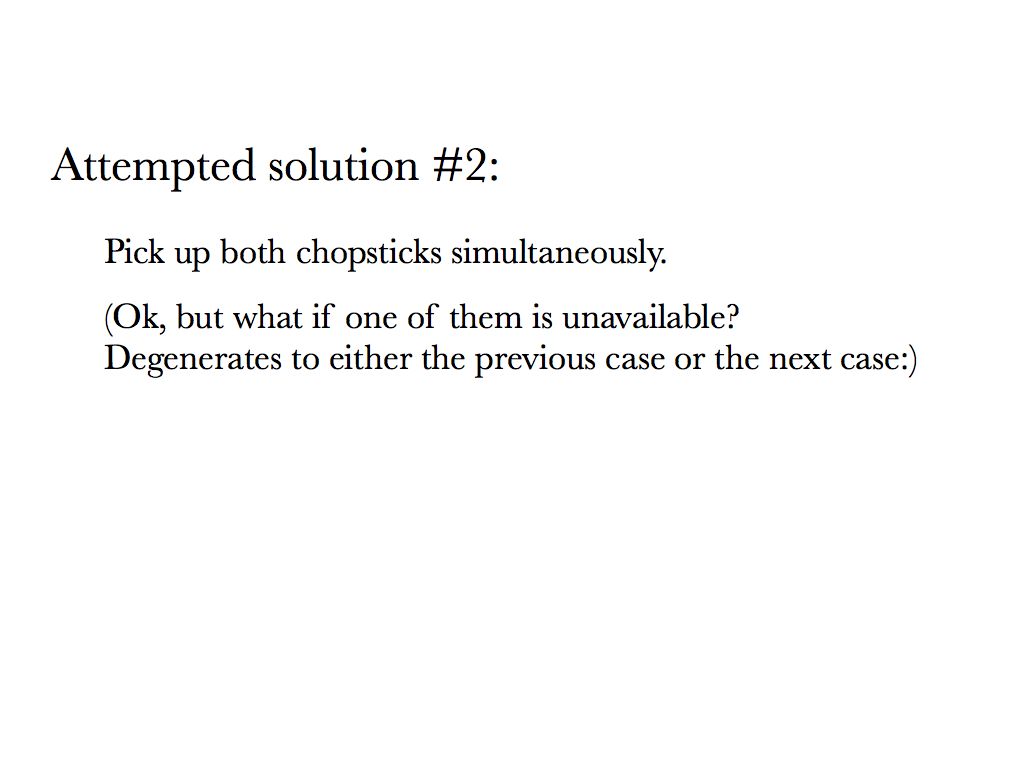 Attempted solution #2:
Pick up both chopsticks simultaneously.
(Ok, but what if one of them is unavailable?
Degenerates to either the previous case or the next case:)